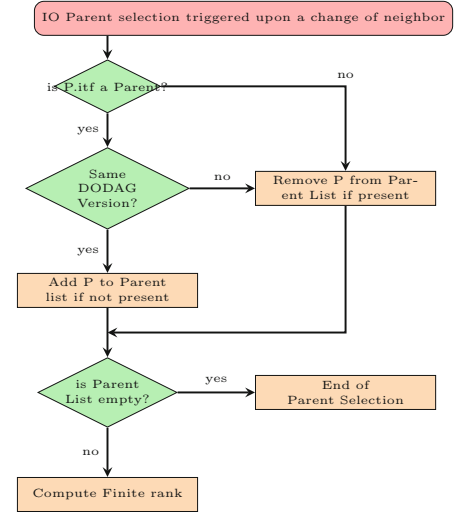 IO Parent selection triggered upon a change of neighbor
is P.itf a Parent?
no
yes
Same
DODAG
Version?
no
Remove P from Par-
ent List if present
yes
Add P to Parent
list if not present
is Parent
List empty?
yes
End of
Parent Selection
no
Compute Finite rank